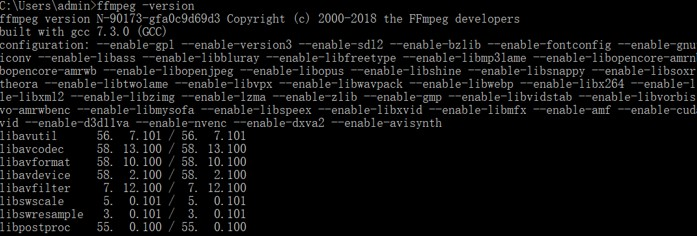 C:\Users\admin>ffmpeg -version
ffmpeg version N-90173-gfa0c9d69d3 Copyright (c) 2000-2018 the FFmpeg developers
built with gcc 7.3.0 (GCC)
configuration: --enable-gpl --enable-version3 --enable-sdl2 --enable-bzlib --enable-fontconfig --enable-gnu
iconv --enable-libass --enable-libbluray --enable-libfreetype --enable-libmp3lame --enable-libopencore-amrn
bopencore-amrwb --enable-libopenjpeg --enable-libopus --enable-libshine --enable-libsnappy --enable-libsoxr
theora --enable-libtwolame --enable-libvpx --enable-libwavpack --enable-libwebp --enable-libx264 --enable-l
le-libxml2 --enable-libzimg --enable-lzma --enable-zlib --enable-gmp --enable-libvidstab --enable-libvorbis
vo-amrwbenc --enable-libmysofa --enable-libspeex --enable-libxvid --enable-libmfx --enable-amf --enable-cud
vid --enable-d3d11va --enable-nvenc --enable-dxva2 --enable-avisynth
libavutil 56. 7.101 / 56. 7.101
libavcodec 58. 13.100 / 58. 13.100
libavformat 58. 10.100 / 58. 10.100
libavdevice 58. 2.100 / 58. 2.100
libavfilter 7. 12.100 / 7. 12.100
libswscale 5. 0.101 / 5. 0.101
libswresample 3. 0.101 / 3. 0.101
libpostproc 55. 0.100 / 55. 0.100